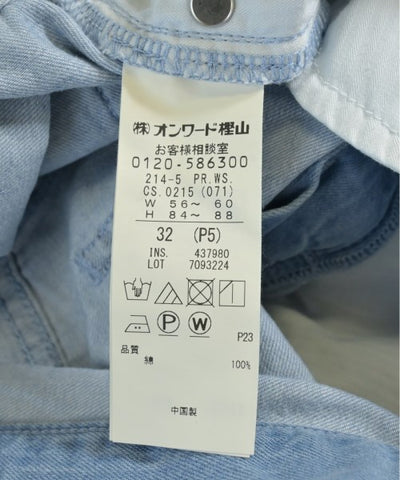 (株)オンワード樫山
お客様相談室
0120-586300
214-5 PR.WS.
CS.0215 (071)
W 56～ 60
H 84～ 88
32 (P5)
INS. 437980
LOT 7093224
P W
P23
品質
100%
中国製